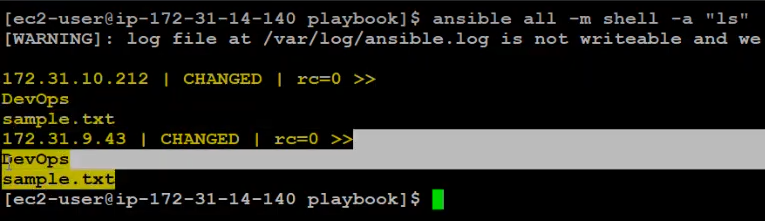 [ec2-user@ip-172-31-14-140 playbook]$ ansible all -m shell -a "ls"
[WARNING]: log file at /var/log/ansible.log is not writeable and we
172.31.10.212 | CHANGED | rc=0 >>
DevOps
sample.txt
172.31.9.43 | CHANGED | rc=0 >>
DevOps
sample.txt
[ec2-user@ip-172-31-14-140 playbook]$